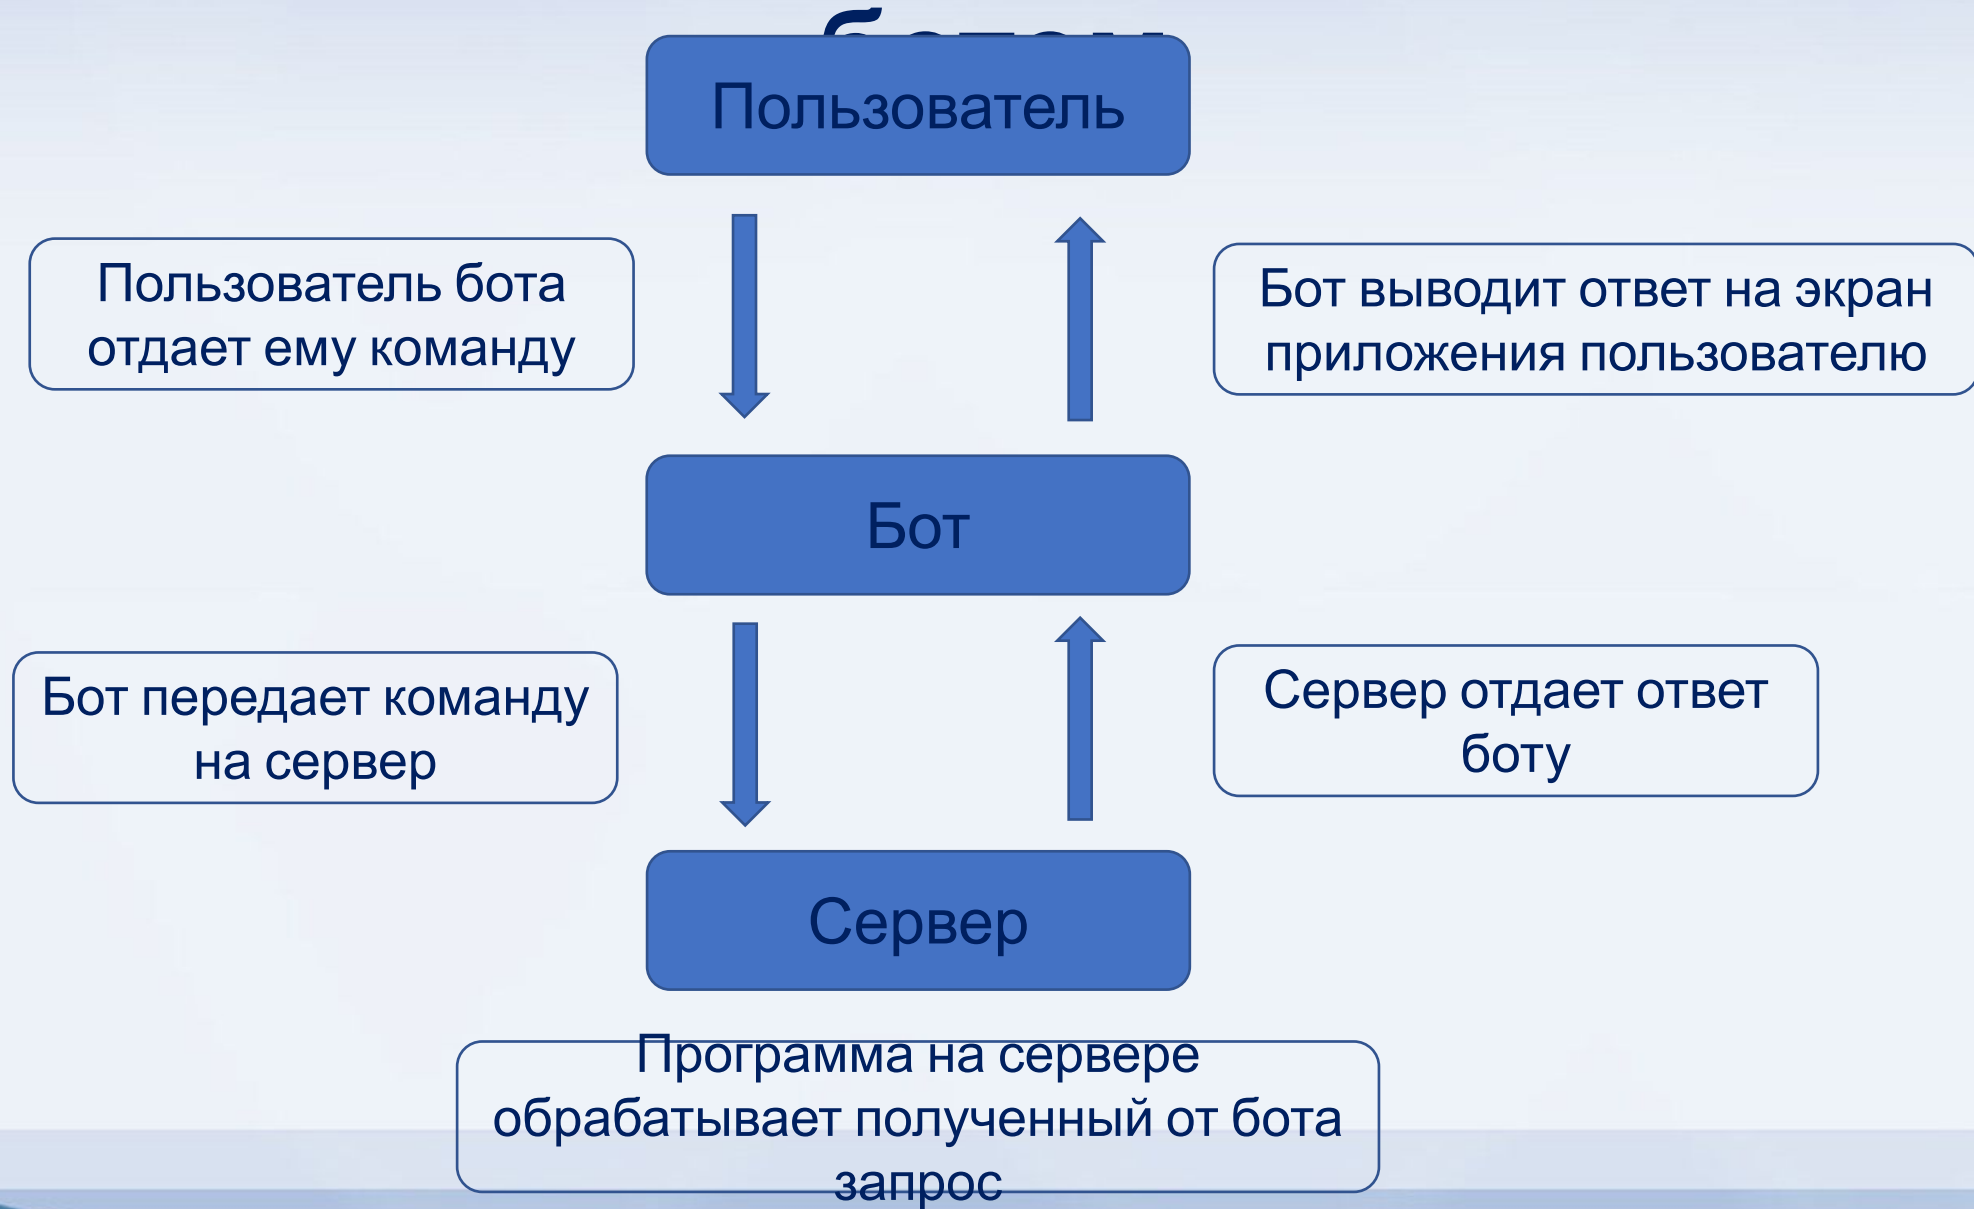 Пользователь
Пользователь бота
отдает ему команду
Бот выводит ответ на экран
приложения пользователю
Бот
Бот передает команду
на сервер
Сервер отдает ответ
боту
Сервер
Программа на сервере
обрабатывает полученный от бота
запрос